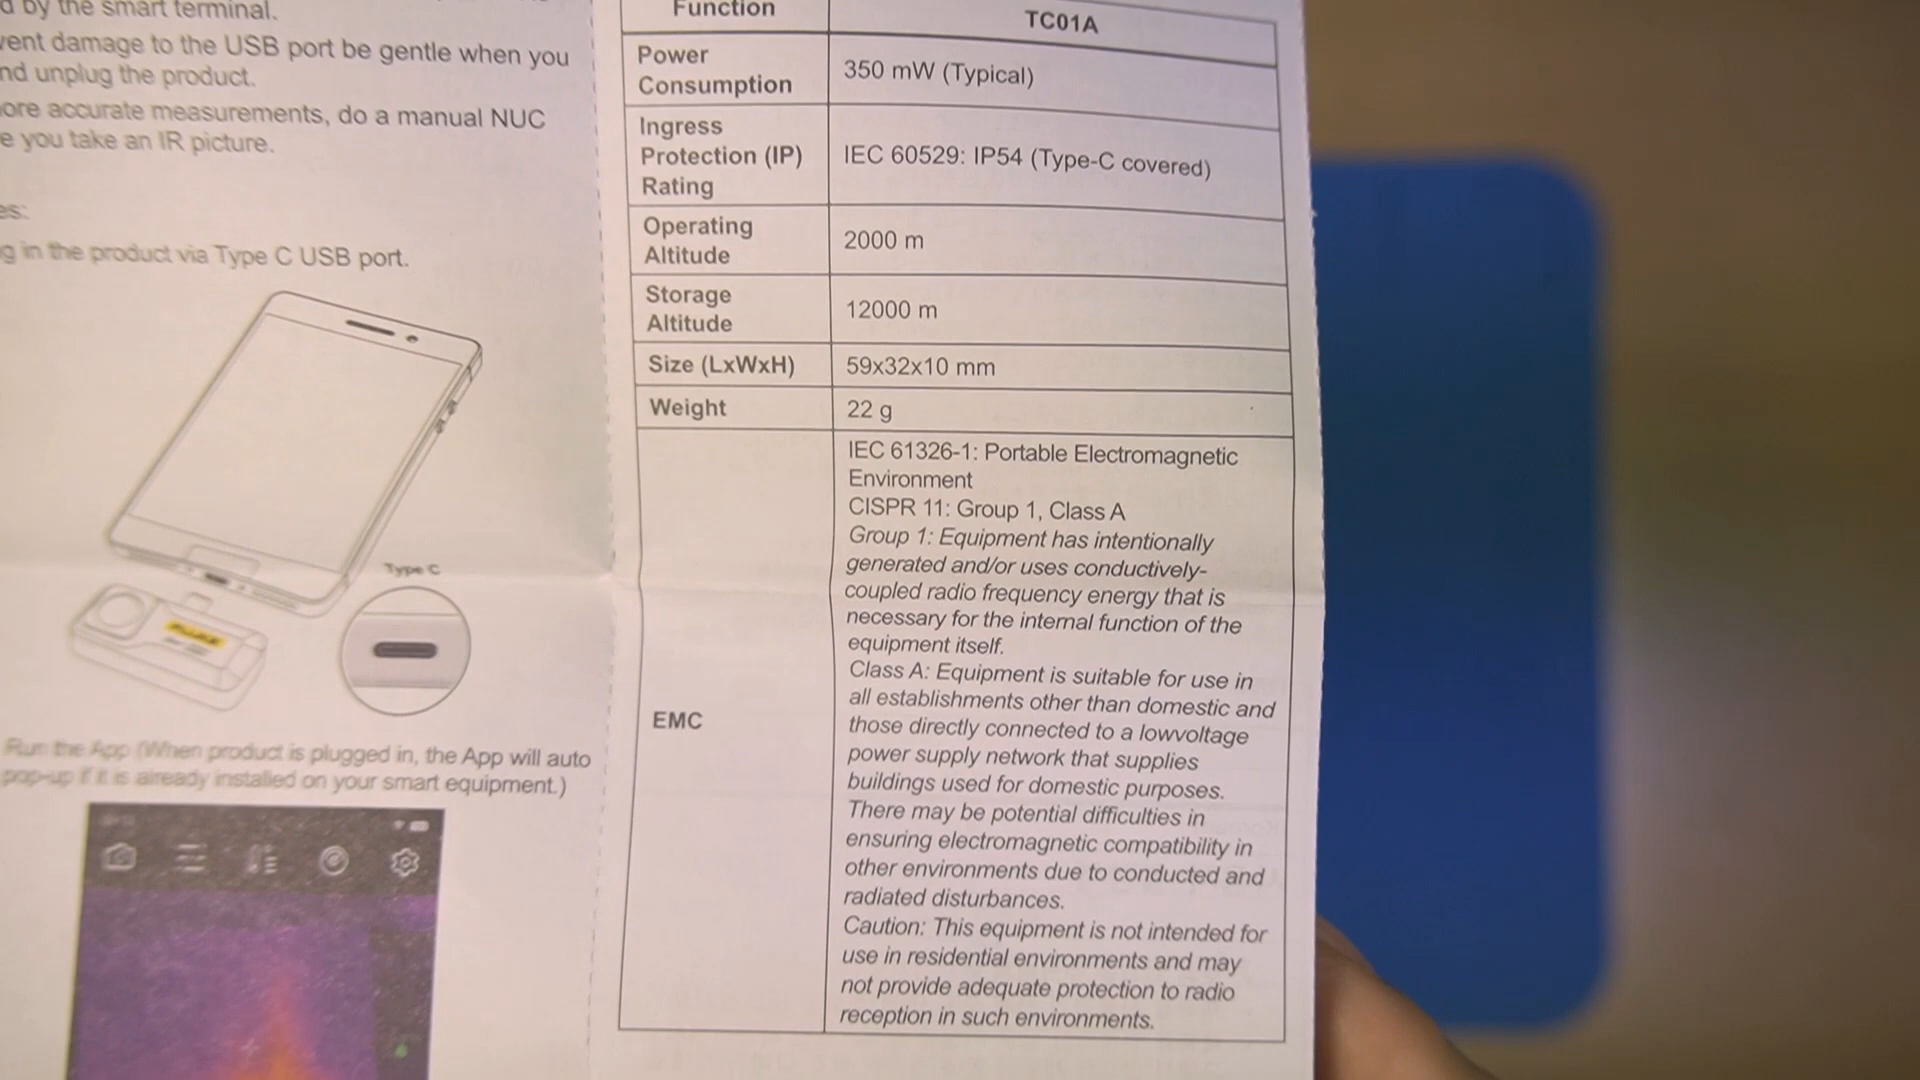 by the smart terminal.
vent damage to the USB port be gentle when you
nd unplug the product.
ore accurate measurements, do a manual NUC
e you take an IR picture.
es:
g in the product via Type C USB port.
Type C
FLUKE
Run the App (When product is plugged in, the App will auto
pop-up if it is already installed on your smart equipment.)
Function
TC01A
Power
Consumption
350 mW (Typical)
Ingress
Protection (IP)
Rating
IEC 60529: IP54 (Type-C covered)
Operating
Altitude
2000 m
Storage
Altitude
12000 m
Size (LxWxH)
59x32x10 mm
Weight
22 g
EMC
IEC 61326-1: Portable Electromagnetic
Environment
CISPR 11: Group 1, Class A
Group 1: Equipment has intentionally
generated and/or uses conductively-
coupled radio frequency energy that is
necessary for the internal function of the
equipment itself.
Class A: Equipment is suitable for use in
all establishments other than domestic and
those directly connected to a lowvoltage
power supply network that supplies
buildings used for domestic purposes.
There may be potential difficulties in
ensuring electromagnetic compatibility in
other environments due to conducted and
radiated disturbances.
Caution: This equipment is not intended for
use in residential environments and may
not provide adequate protection to radio
reception in such environments.